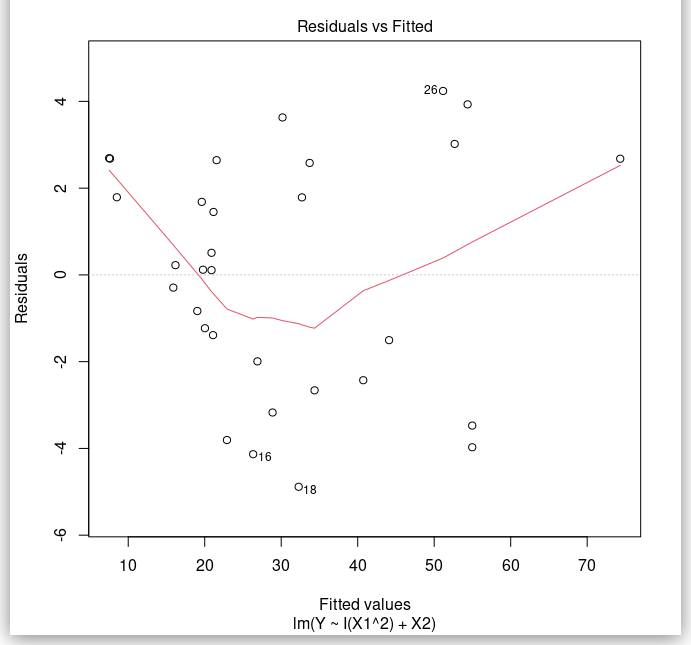 Residuals vs Fitted
Residuals
4
2
0
-2
-4
-6
26
16
18
10 20 30 40 50 60 70
Fitted values
lm(Y ~ I(X1^2) + X2)